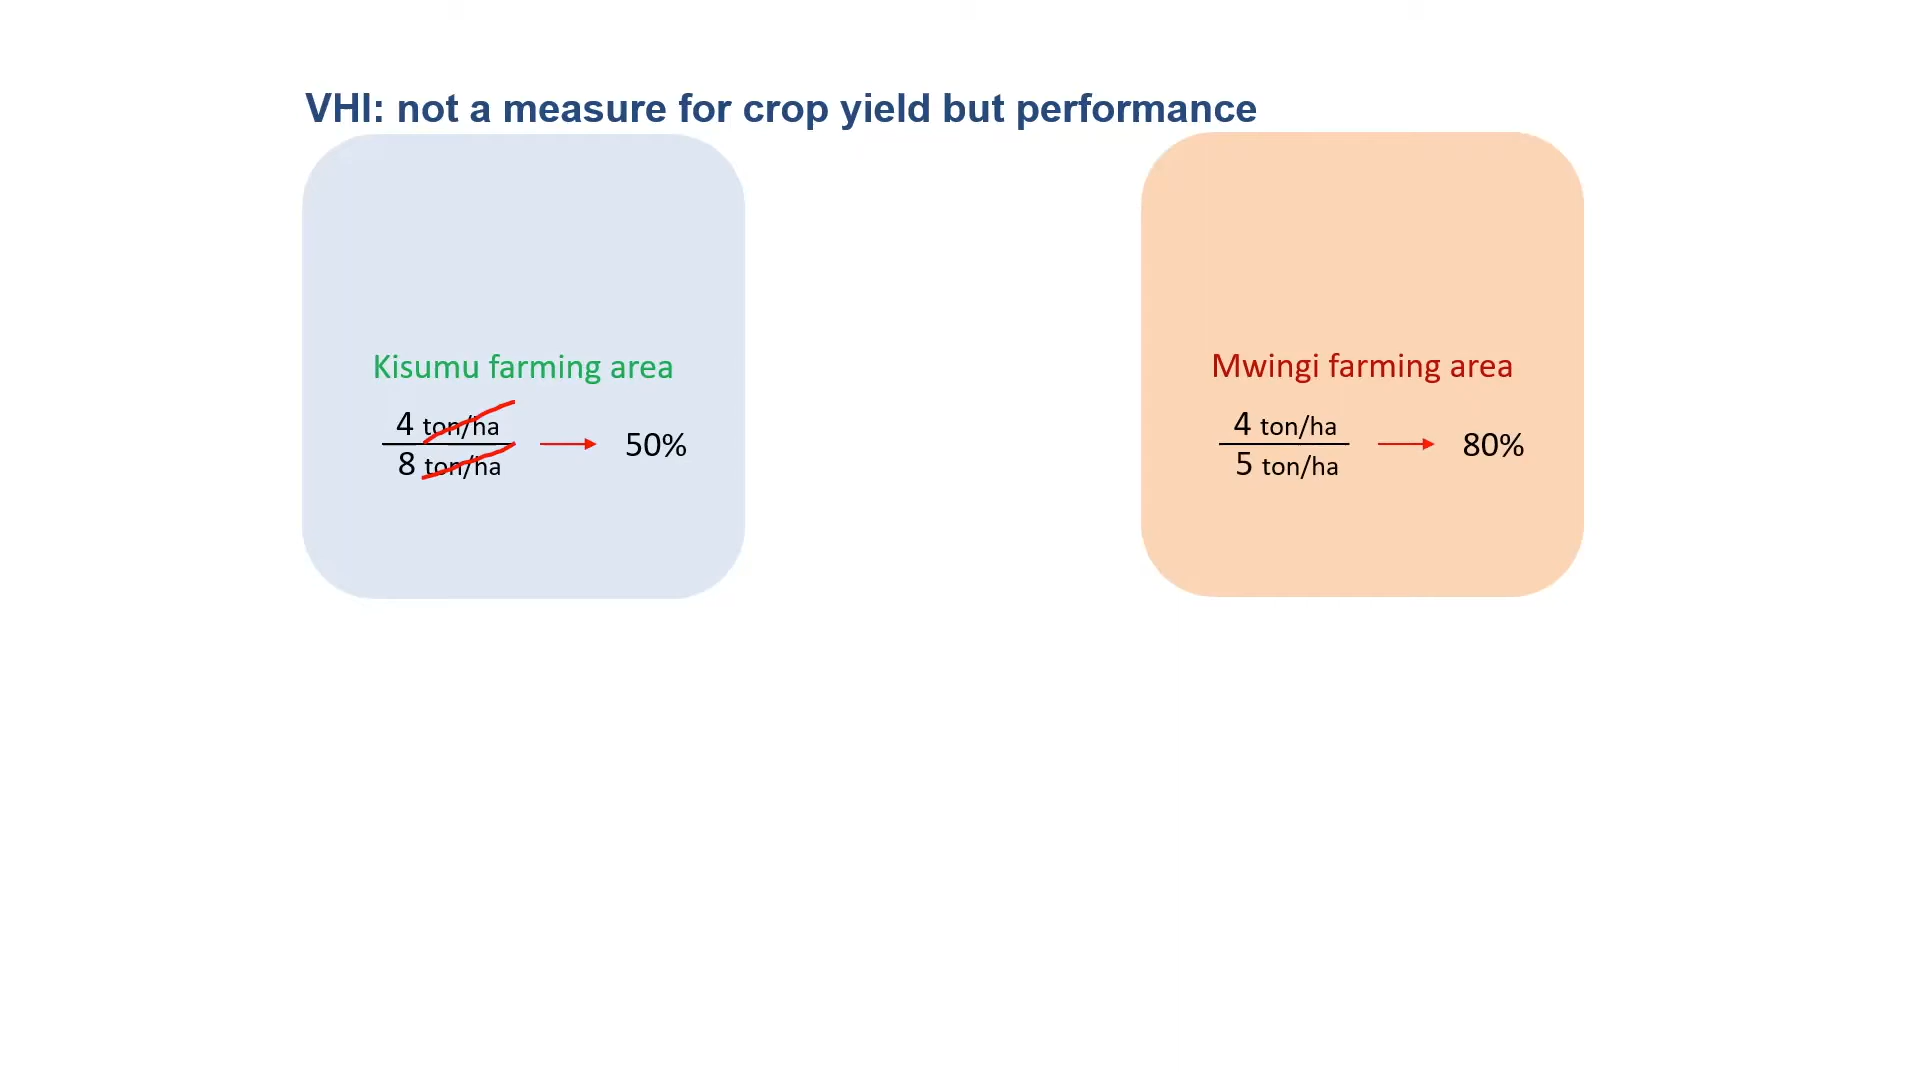 VHI: not a measure for crop yield but performance
Kisumu farming area
4 ton/ha
8 ton/ha
50%
Mwingi farming area
4 ton/ha
5 ton/ha
80%